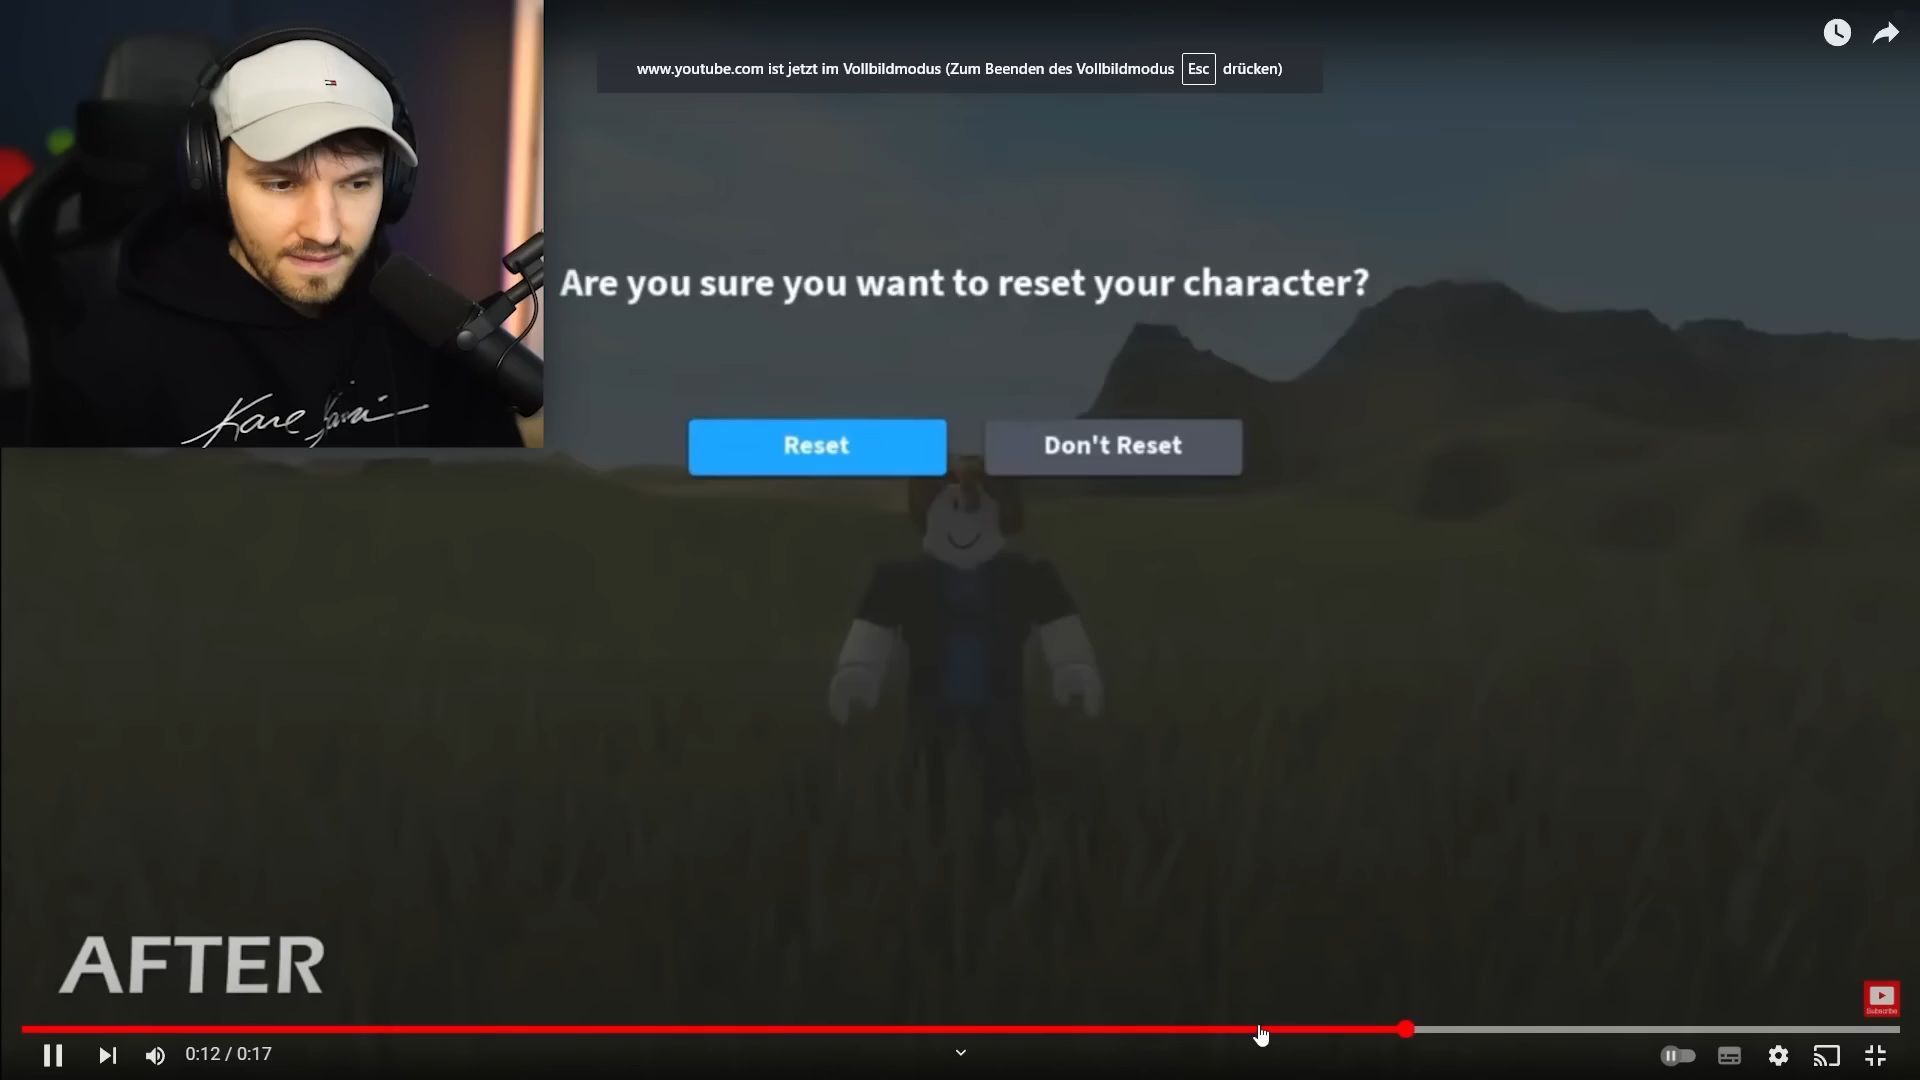 www.youtube.com ist jetzt im Vollbildmodus (Zum Beenden des Vollbildmodus Esc drücken)
Are you sure you want to reset your character?
Reset
Don't Reset
AFTER
Subscribe
0:12 / 0:17